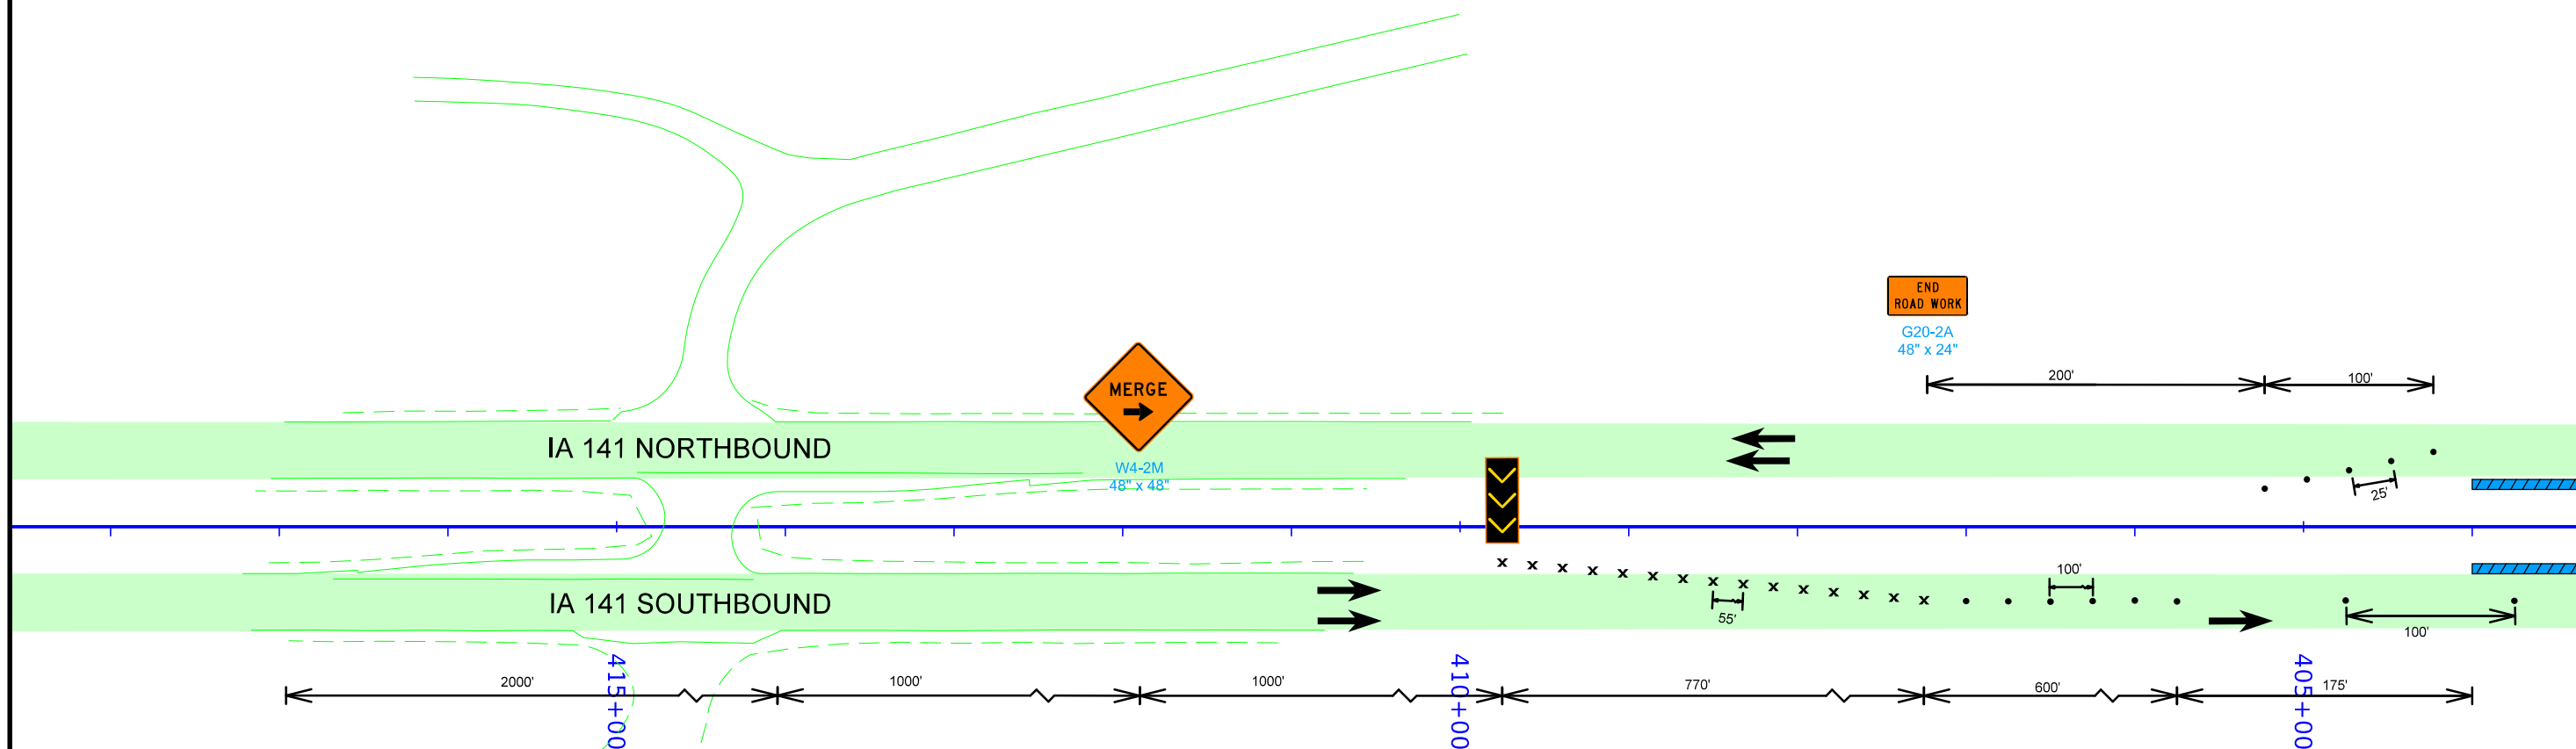 END
ROAD WORK
G20-2A
48" x 24"
200'
100'
MERGE
IA 141 NORTHBOUND
W4-2M
48" x 48"
25'
100'
IA 141 SOUTHBOUND
55'
100'
415+00
410+00
405+00
2000'
1000'
1000'
770'
600'
175'